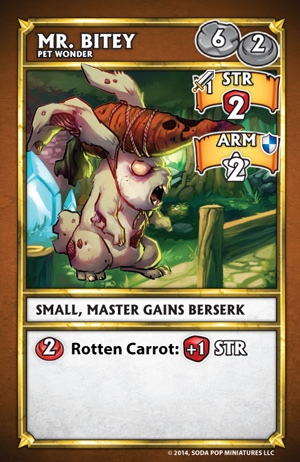 MR. BITEY
PET WONDER
6 2
1 STR
2
ARM
2
SMALL, MASTER GAINS BERSERK
2 Rotten Carrot: +1 STR
© 2014, SODA POP MINIATURES LLC